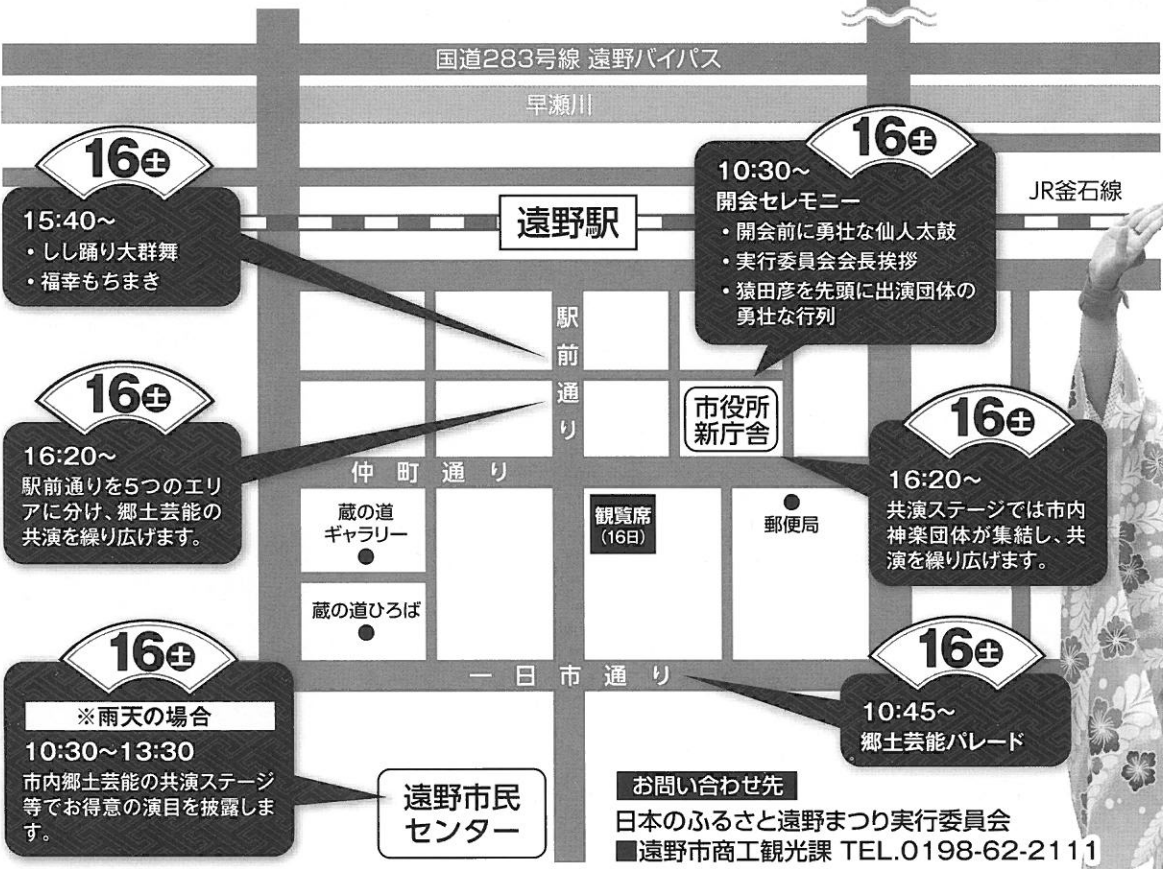 国道283号線 遠野バイパス
早瀬川
16㊏
15:40～
・しし踊り大群舞
・福幸もちまき
遠野駅
16㊏
10:30～
開会セレモニー
・開会前に勇壮な仙人太鼓
・実行委員会会長挨拶
・猿田彦を先頭に出演団体の
勇壮な行列
JR釜石線
駅前通り
16㊏
16:20～
駅前通りを5つのエリ
アに分け、郷土芸能の
共演を繰り広げます。
市役所
新庁舎
16㊏
16:20～
共演ステージでは市内
神楽団体が集結し、共
演を繰り広げます。
仲町通り
蔵の道
ギャラリー
観覧席
(16日)
郵便局
蔵の道ひろば
一日市通り
16㊏
※雨天の場合
10:30～13:30
市内郷土芸能の共演ステージ
等でお得意の演目を披露しま
す。
16㊏
10:45～
郷土芸能パレード
遠野市民
センター
お問い合わせ先
日本のふるさと遠野まつり実行委員会
■遠野市商工観光課 TEL.0198-62-2111